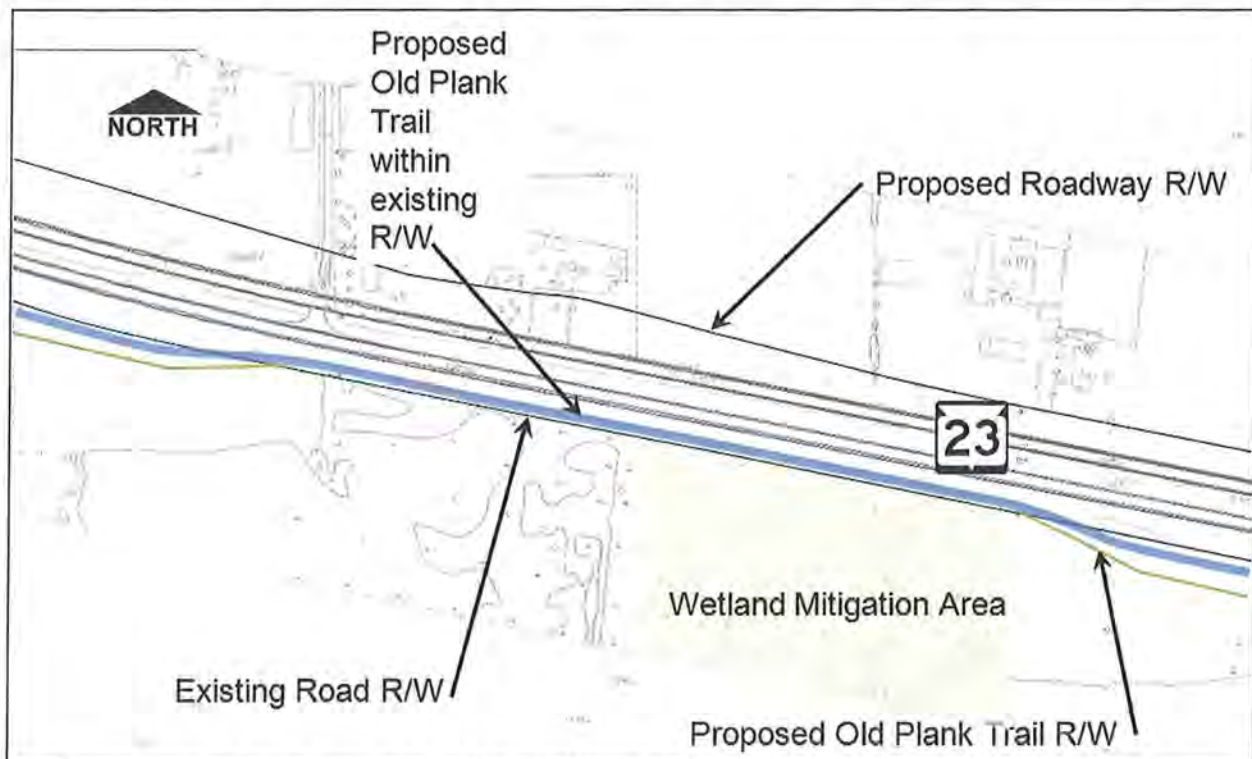 Proposed
Old Plank
Trail
within
existing
R/W
NORTH
Proposed Roadway R/W
23
Wetland Mitigation Area
Existing Road R/W
Proposed Old Plank Trail R/W